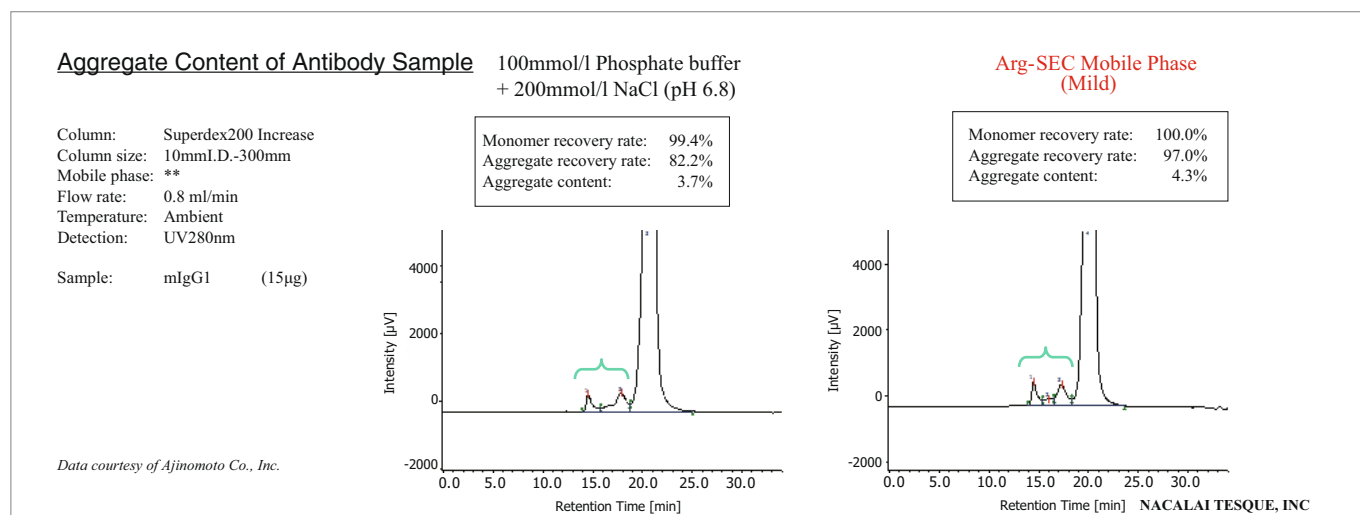 Aggregate Content of Antibody Sample
Column: Superdex200 Increase
Column size: 10mmI.D.-300mm
Mobile phase: **
Flow rate: 0.8 ml/min
Temperature: Ambient
Detection: UV280nm
Sample: mIgG1 (15μg)
Data courtesy of Ajinomoto Co., Inc.
100mmol/l Phosphate buffer
+ 200mmol/l NaCl (pH 6.8)
Monomer recovery rate: 99.4%
Aggregate recovery rate: 82.2%
Aggregate content: 3.7%
Intensity [μV]
4000
2000
0
-2000
0.0 5.0 10.0 15.0 20.0 25.0 30.0
Retention Time [min]
Arg-SEC Mobile Phase
(Mild)
Monomer recovery rate: 100.0%
Aggregate recovery rate: 97.0%
Aggregate content: 4.3%
Intensity [μV]
4000
2000
0
-2000
0.0 5.0 10.0 15.0 20.0 25.0 30.0
Retention Time [min]
NACALAI TESQUE, INC